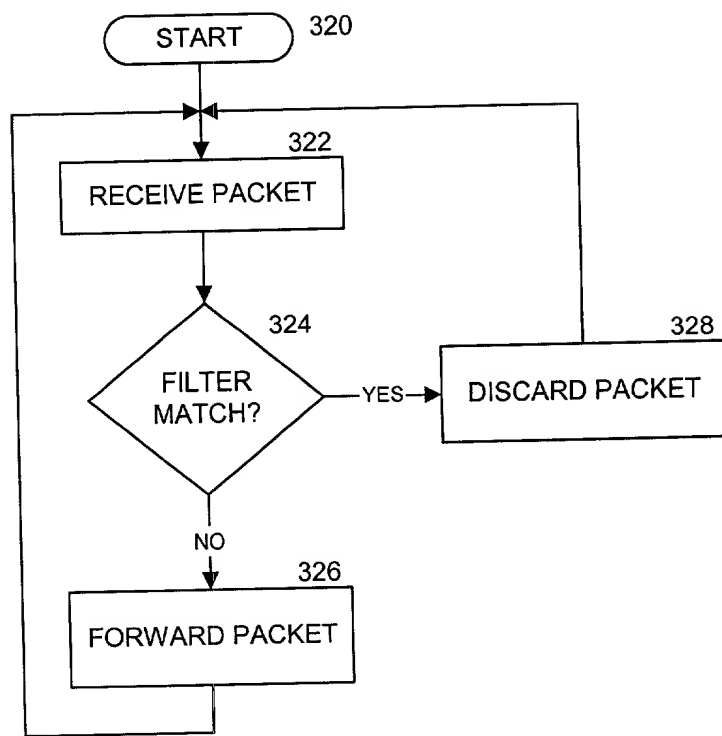 START
320
322
RECEIVE PACKET
324
FILTER
MATCH?
YES
328
DISCARD PACKET
NO
326
FORWARD PACKET